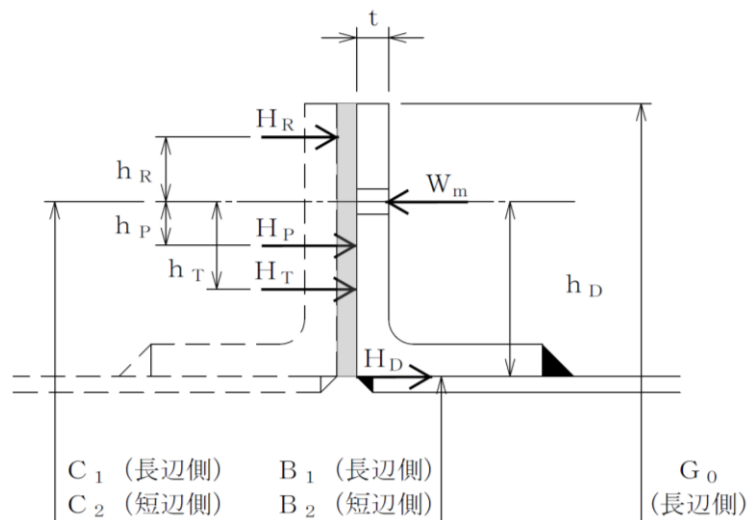 t
H R
h R
W m
h P
H P
h T
H T
h D
H D
C 1 (長辺側)
C 2 (短辺側)
B 1 (長辺側)
B 2 (短辺側)
G 0
(長辺側)